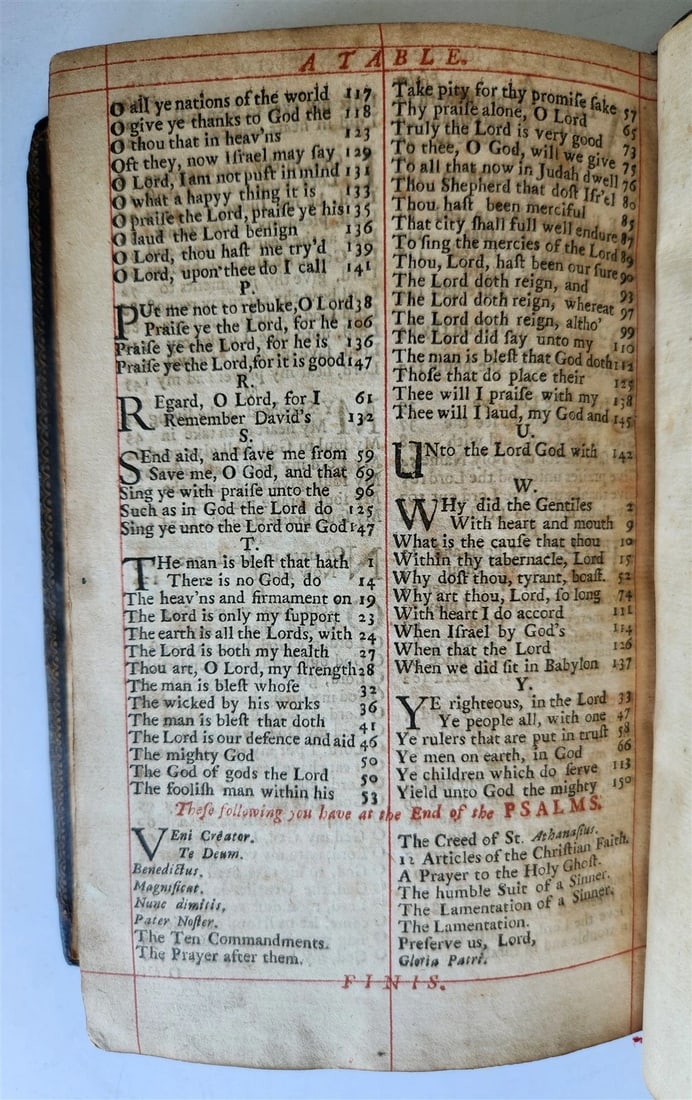 A TABLE.
O all ye nations of the world 117
O give ye thanks to God the 118
O thou that in heav'ns 123
Oft they, now Iſrael may ſay 129
O Lord, I am not puft in mind 131
O what a hapyy thing it is 133
O praiſe the Lord, praiſe ye his 135
O laud the Lord benign 136
O Lord, thou haſt me try'd 139
O Lord, upon thee do I call 141
P.
PUt me not to rebuke, O Lord 38
Praiſe ye the Lord, for he 106
Praiſe ye the Lord, for he is 136
Praiſe ye the Lord, for it is good 147
R.
REgard, O Lord, for I 61
Remember David's 132
S.
SEnd aid, and ſave me from 59
Save me, O God, and that 69
Sing ye with praiſe unto the 96
Such as in God the Lord do 125
Sing ye unto the Lord our God 147
T.
THe man is bleſt that hath 1
There is no God, do 14
The heav'ns and firmament on 19
The Lord is only my ſupport 23
The earth is all the Lords, with 24
The Lord is both my health 27
Thou art, O Lord, my ſtrength 28
The man is bleſt whoſe 32
The wicked by his works 36
The man is bleſt that doth 41
The Lord is our defence and aid 46
The mighty God 50
The God of gods the Lord 50
The fooliſh man within his 53
Take pity for thy promiſe ſake 57
Thy praiſe alone, O Lord 65
Truly the Lord is very good 73
To thee, O God, will we give 75
To all that now in Judah dwell 76
Thou Shepherd that doſt Iſr'el 80
Thou haſt been merciful 85
That city ſhall full well endure 87
To ſing the mercies of the Lord 89
Thou, Lord, haſt been our ſure 90
The Lord doth reign, and 93
The Lord doth reign, whereat 97
The Lord doth reign, altho' 99
The Lord did ſay unto my 110
The man is bleſt that God doth 112
Thoſe that do place their 125
Thee will I praiſe with my 138
Thee will I laud, my God and 145
U.
UNto the Lord God with 142
W.
WHy did the Gentiles 2
With heart and mouth 9
What is the cauſe that thou 10
Within thy tabernacle, Lord 15
Why doſt thou, tyrant, boaſt. 52
Why art thou, Lord, ſo long 74
With heart I do accord 111
When Iſrael by God's 114
When that the Lord 126
When we did ſit in Babylon 137
Y.
YE righteous, in the Lord 33
Ye people all, with one 47
Ye rulers that are put in truſt 58
Ye men on earth, in God 66
Ye children which do ſerve 113
Yield unto God the mighty 150
Theſe following you have at the End of the PSALMS.
VEni Creator.
Te Deum.
Benedictus.
Magnificat.
Nunc dimitis.
Pater Noſter.
The Ten Commandments.
The Prayer after them.
The Creed of St. Athanaſius.
12 Articles of the Chriſtian Faith.
A Prayer to the Holy Ghoſt.
The humble Suit of a Sinner.
The Lamentation of a Sinner.
The Lamentation.
Preſerve us, Lord,
Gloria Patri.
FINIS.